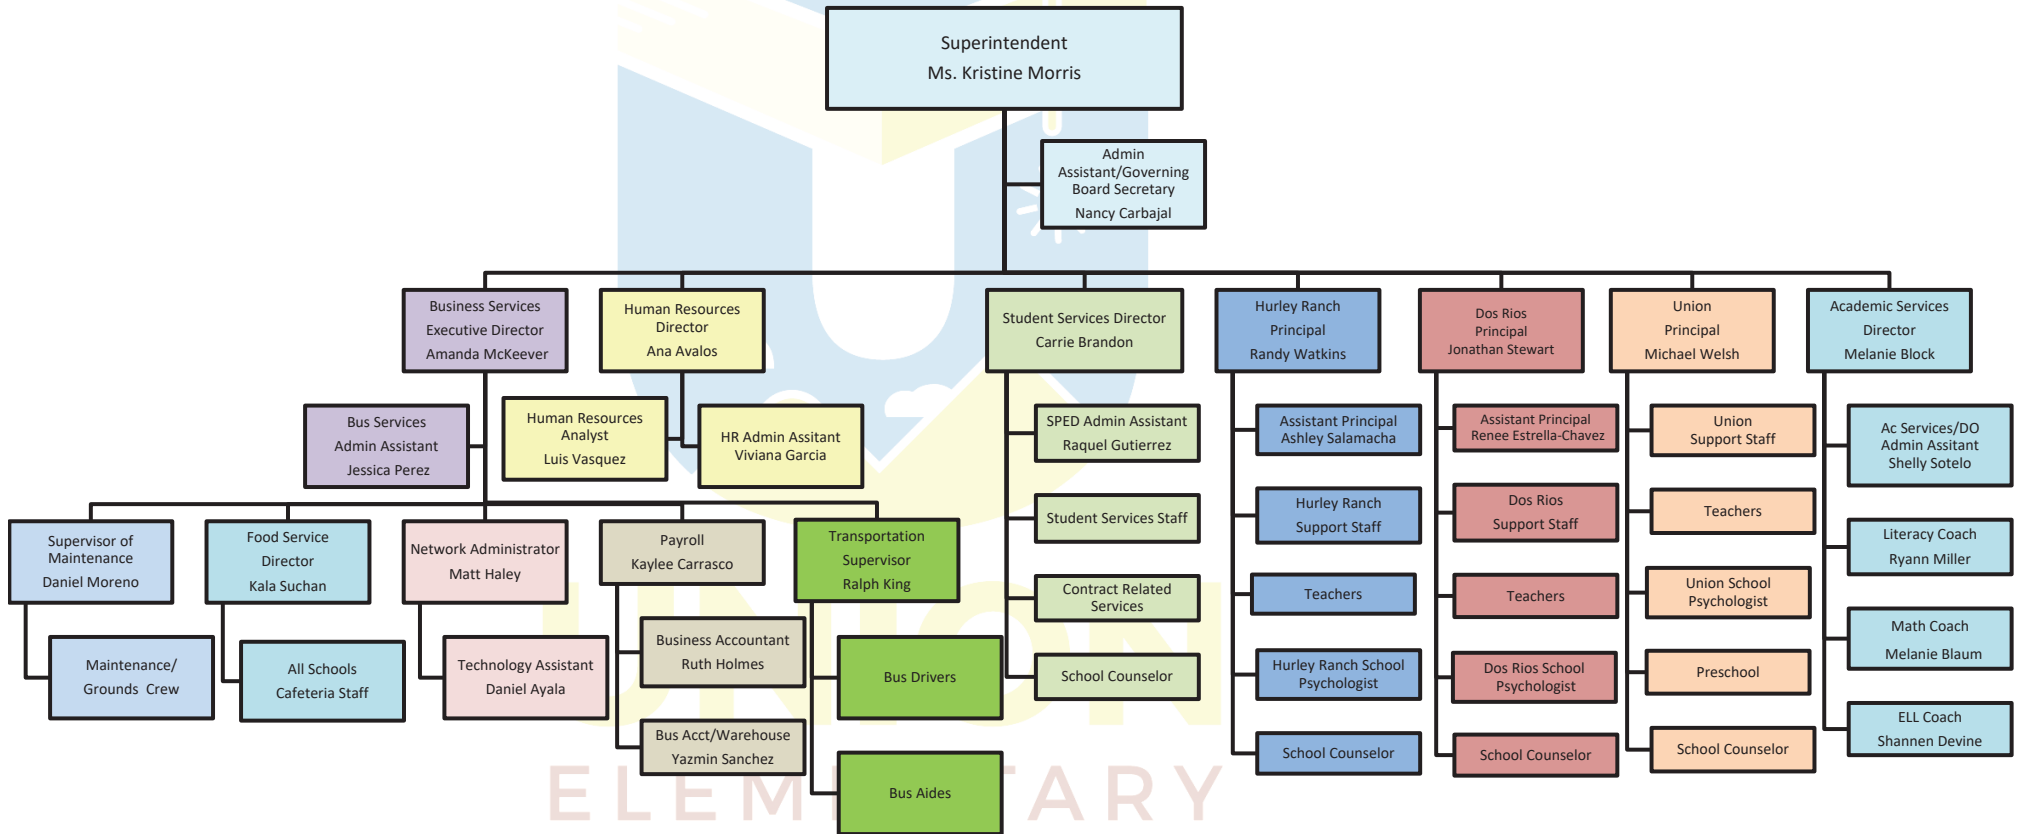 Superintendent
Ms. Kristine Morris
Admin
Assistant/Governing
Board Secretary
Nancy Carbajal
Business Services
Executive Director
Amanda McKeever
Human Resources
Director
Ana Avalos
Student Services Director
Carrie Brandon
Hurley Ranch
Principal
Randy Watkins
Dos Rios
Principal
Jonathan Stewart
Union
Principal
Michael Welsh
Academic Services
Director
Melanie Block
Bus Services
Admin Assistant
Jessica Perez
Human Resources
Analyst
Luis Vasquez
HR Admin Assitant
Viviana Garcia
Supervisor of
Maintenance
Daniel Moreno
Food Service
Director
Kala Suchan
Network Administrator
Matt Haley
Payroll
Kaylee Carrasco
Transportation
Supervisor
Ralph King
Maintenance/
Grounds Crew
All Schools
Cafeteria Staff
Technology Assistant
Daniel Ayala
Business Accountant
Ruth Holmes
Bus Acct/Warehouse
Yazmin Sanchez
Bus Drivers
Bus Aides
SPED Admin Assistant
Raquel Gutierrez
Student Services Staff
Contract Related
Services
School Counselor
Assistant Principal
Ashley Salamacha
Hurley Ranch
Support Staff
Teachers
Hurley Ranch School
Psychologist
School Counselor
Assistant Principal
Renee Estrella-Chavez
Dos Rios
Support Staff
Teachers
Dos Rios School
Psychologist
School Counselor
Union
Support Staff
Teachers
Union School
Psychologist
Preschool
School Counselor
Ac Services/DO
Admin Assitant
Shelly Sotelo
Literacy Coach
Ryann Miller
Math Coach
Melanie Blaum
ELL Coach
Shannen Devine
UNION
ELEMENTARY